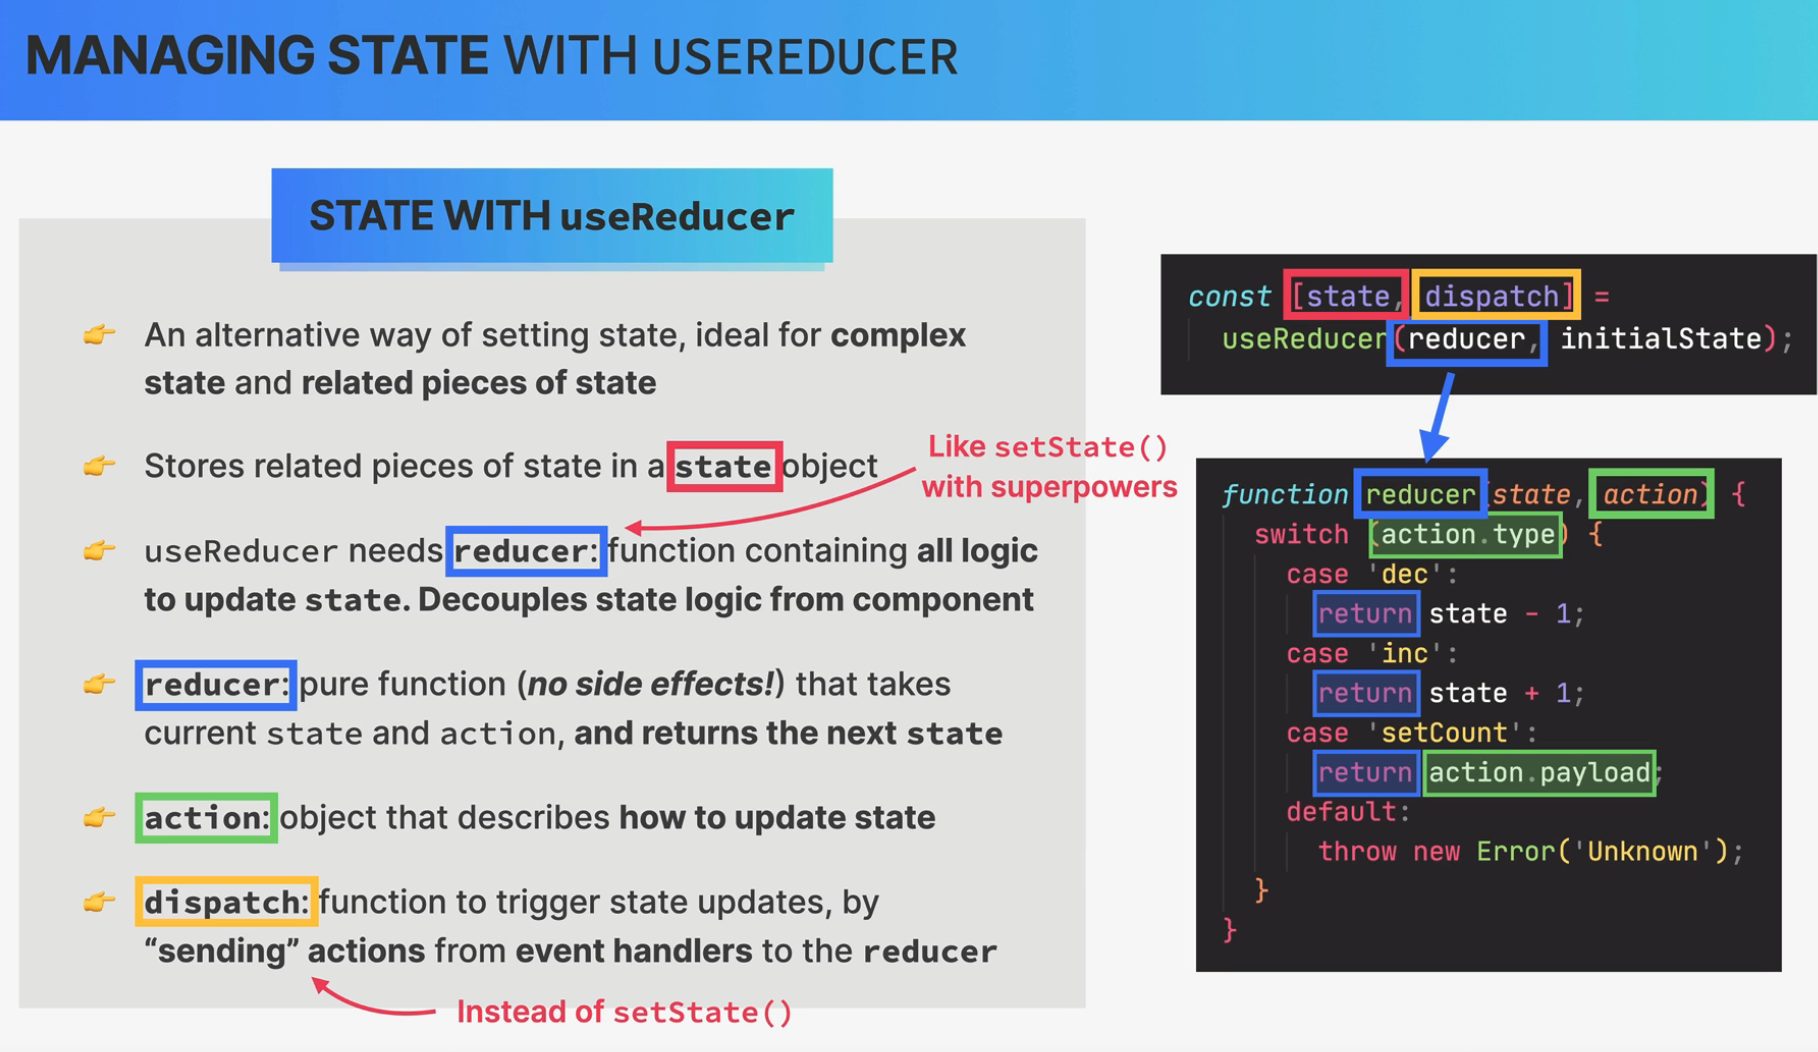 MANAGING STATE WITH USEREDUCER
STATE WITH useReducer
👉 An alternative way of setting state, ideal for complex
state and related pieces of state
👉 Stores related pieces of state in a state object
👉 useReducer needs reducer: function containing all logic
to update state. Decouples state logic from component
👉 reducer: pure function (no side effects!) that takes
current state and action, and returns the next state
👉 action: object that describes how to update state
👉 dispatch: function to trigger state updates, by
“sending” actions from event handlers to the reducer
Like setState()
with superpowers
Instead of setState()
const [state, dispatch] =
useReducer(reducer, initialState);
function reducer(state, action) {
switch (action.type) {
case 'dec':
return state - 1;
case 'inc':
return state + 1;
case 'setCount':
return action.payload;
default:
throw new Error('Unknown');
}
}